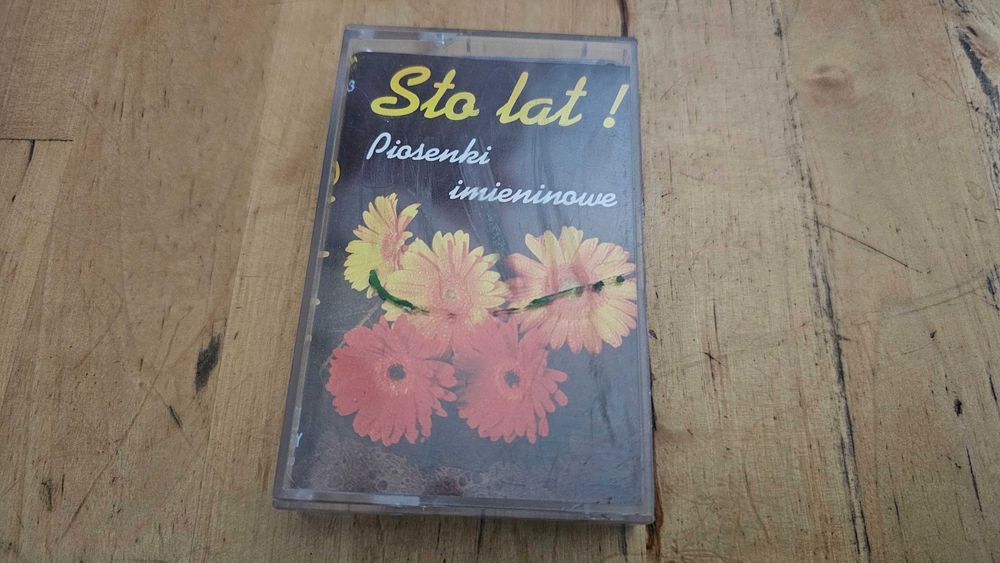 Sto lat !
Piosenki
imieninowe